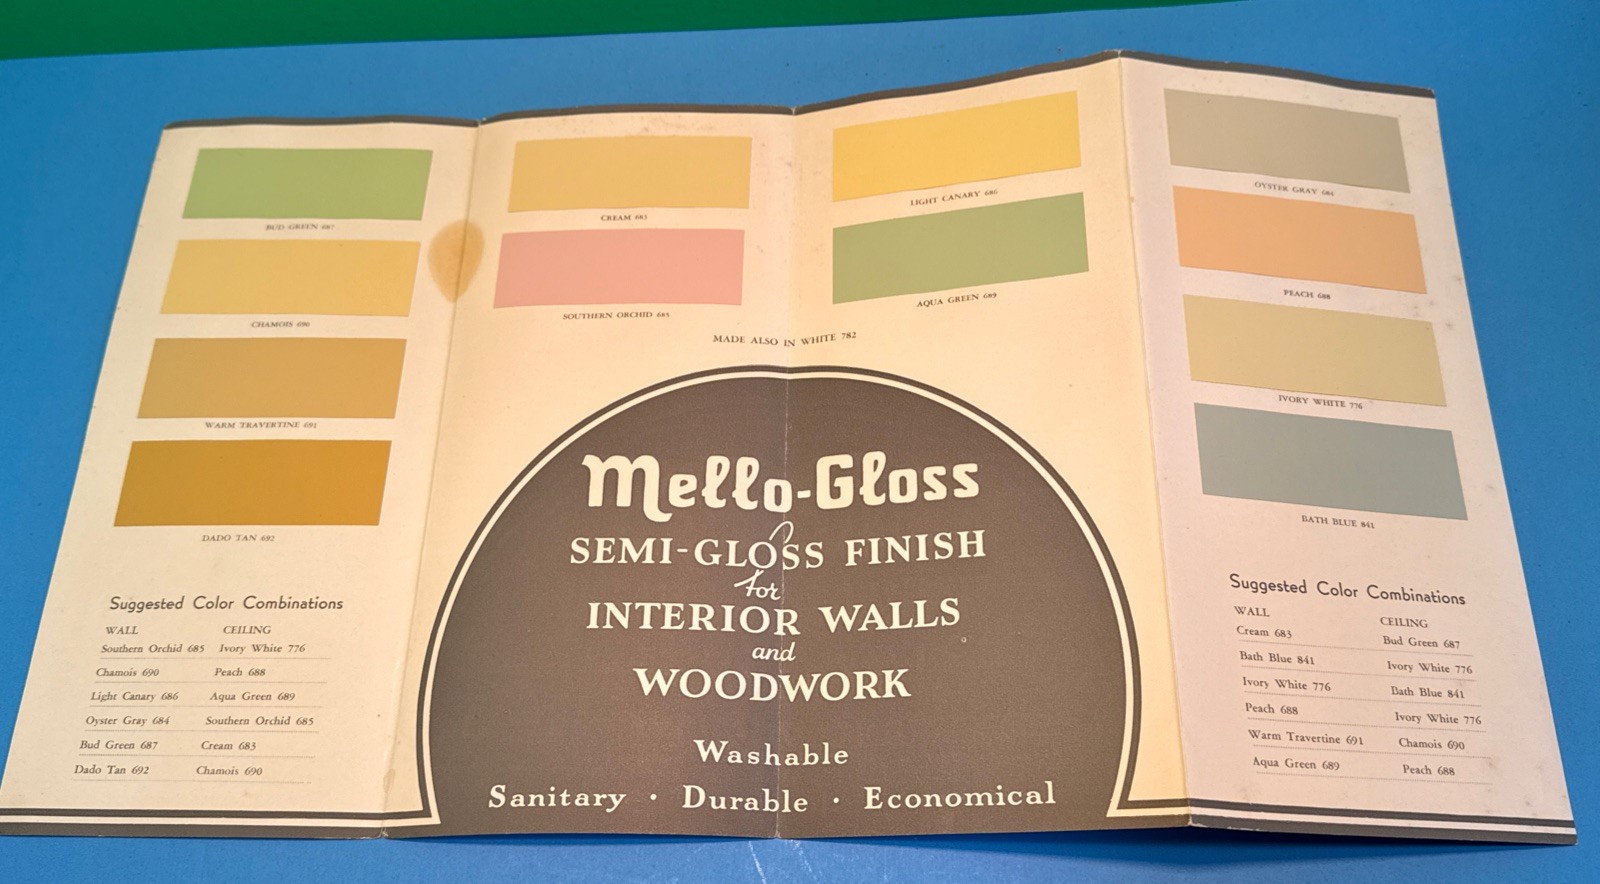 BUD GREEN 687
CHAMOIS 690
WARM TRAVERTINE 691
DADO TAN 692
Suggested Color Combinations
WALL CEILING
Southern Orchid 685 Ivory White 776
Chamois 690 Peach 688
Light Canary 686 Aqua Green 689
Oyster Gray 684 Southern Orchid 685
Bud Green 687 Cream 683
Dado Tan 692 Chamois 690
CREAM 683
SOUTHERN ORCHID 685
LIGHT CANARY 686
AQUA GREEN 689
MADE ALSO IN WHITE 782
Mello-Gloss
SEMI-GLOSS FINISH
for
INTERIOR WALLS
and
WOODWORK
Washable
Sanitary · Durable · Economical
OYSTER GRAY 684
PEACH 688
IVORY WHITE 776
BATH BLUE 841
Suggested Color Combinations
WALL CEILING
Cream 683 Bud Green 687
Bath Blue 841 Ivory White 776
Ivory White 776 Bath Blue 841
Peach 688 Ivory White 776
Warm Travertine 691 Chamois 690
Aqua Green 689 Peach 688